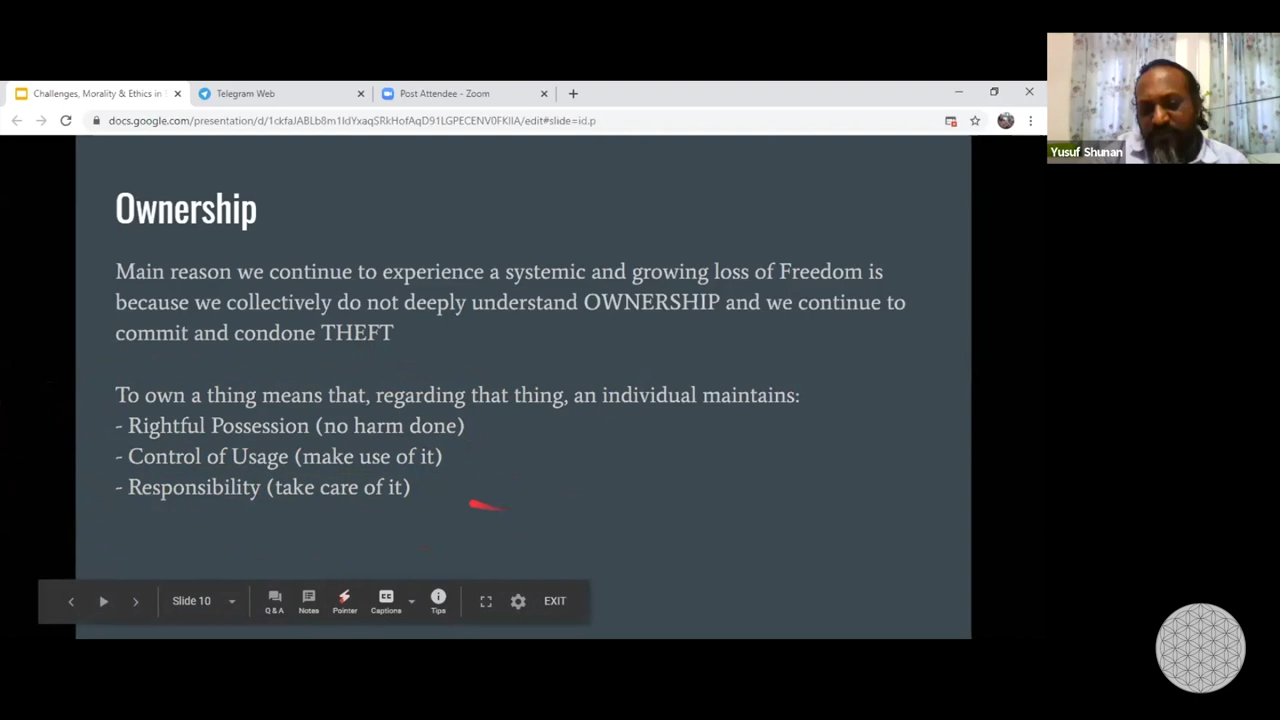 Challenges, Morality & Ethics in
Telegram Web
Post Attendee - Zoom
docs.google.com/presentation/d/1ckfaJABLb8m1IdYxaqSRkHofAqD91LGPECENV0FKIIA/edit#slide=id.p
Yusuf Shunan
Ownership
Main reason we continue to experience a systemic and growing loss of Freedom is
because we collectively do not deeply understand OWNERSHIP and we continue to
commit and condone THEFT
To own a thing means that, regarding that thing, an individual maintains:
- Rightful Possession (no harm done)
- Control of Usage (make use of it)
- Responsibility (take care of it)
Slide 10
Q & A
Notes
Pointer
CC
Captions
Tips
EXIT